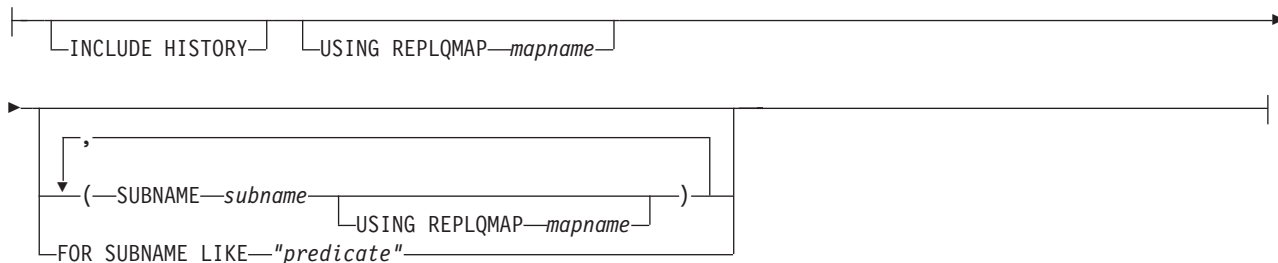 INCLUDE HISTORY USING REPLQMAP mapname
,
( SUBNAME subname )
USING REPLQMAP mapname
FOR SUBNAME LIKE "predicate"